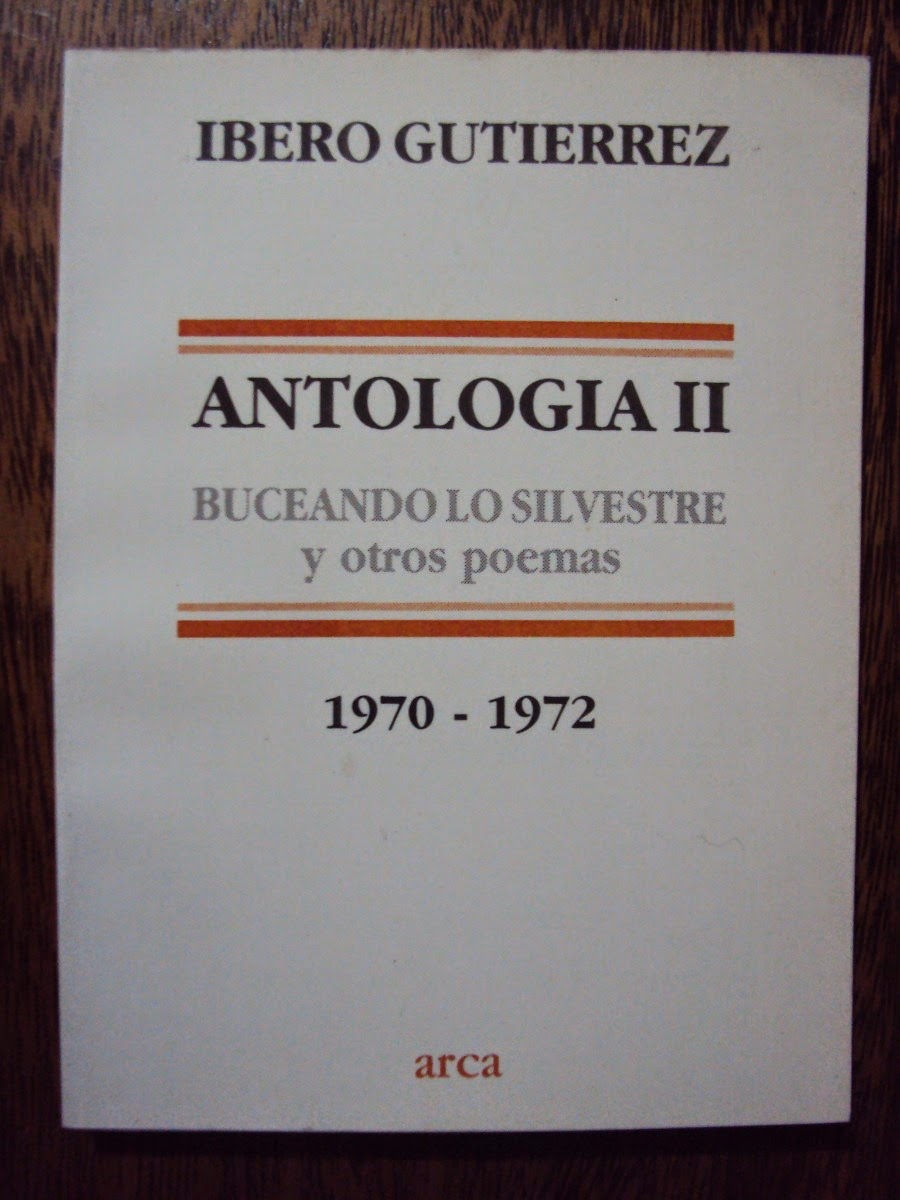 IBERO GUTIERREZ
ANTOLOGIA II
BUCEANDO LO SILVESTRE
y otros poemas
1970 - 1972
arca